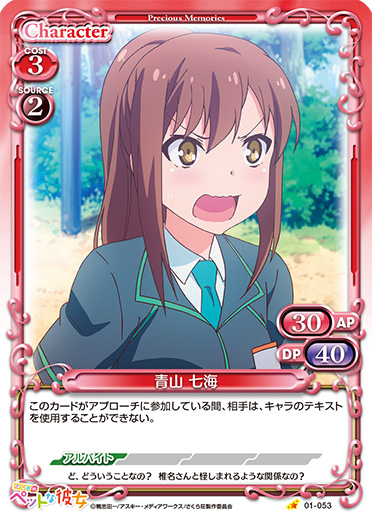 Precious Memories
Character
COST
3
SOURCE
2
30 AP
DP 40
青山 七海
このカードがアプローチに参加している間、相手は、キャラのテキスト
を使用することができない。
アルバイト
ど、どういうことなの？ 椎名さんと怪しまれるような関係なの？
さくら荘の
ペットな彼女
©鴨志田一/アスキー・メディアワークス/さくら荘製作委員会
01-053